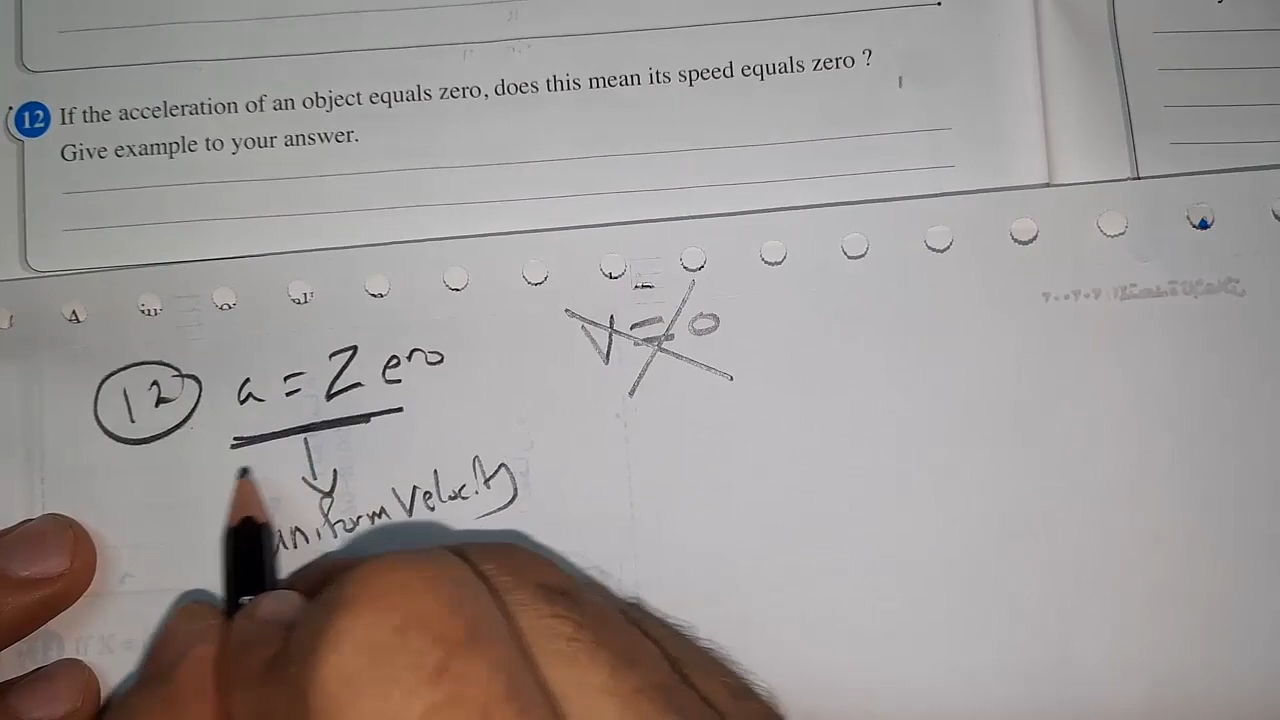 12 If the acceleration of an object equals zero, does this mean its speed equals zero ?
Give example to your answer.
12 a = Zero
V = 0
uniform Velocity